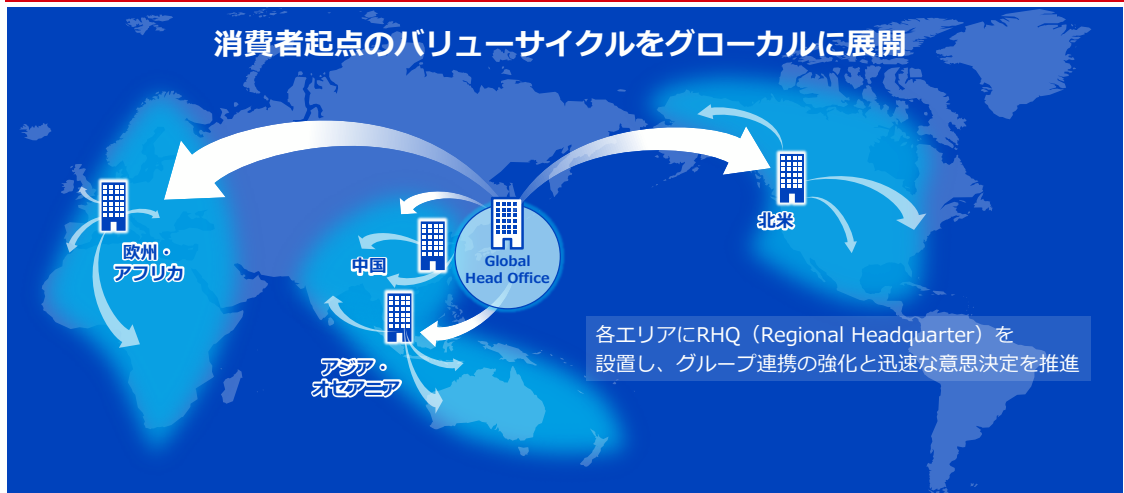 消費者起点のバリューサイクルをグローカルに展開
欧州・
アフリカ
中国
Global
Head Office
北米
アジア・
オセアニア
各エリアにRHQ（Regional Headquarter）を
設置し、グループ連携の強化と迅速な意思決定を推進